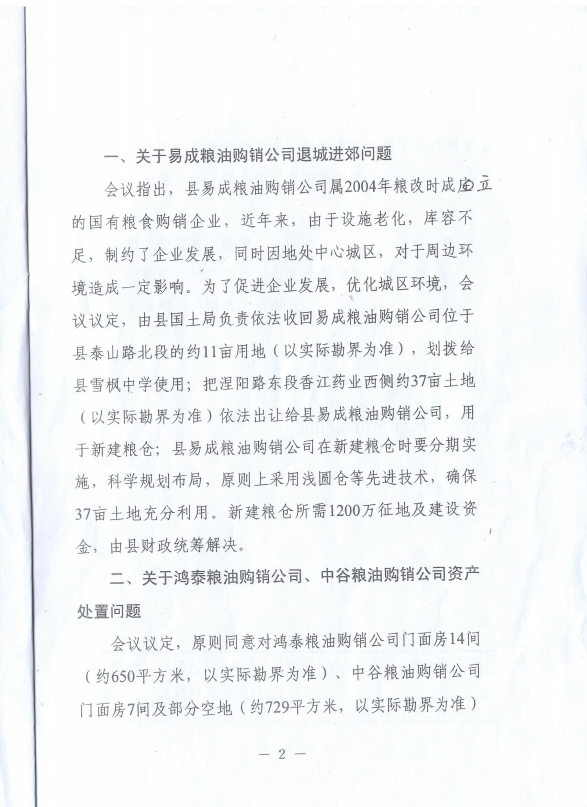 一、关于易成粮油购销公司退城进郊问题
会议指出，县易成粮油购销公司属2004年粮改时成立
的国有粮食购销企业，近年来，由于设施老化，库容不
足，制约了企业发展，同时因地处中心城区，对于周边环
境造成一定影响。为了促进企业发展，优化城区环境，会
议议定，由县国土局负责依法收回易成粮油购销公司位于
县泰山路北段的约11亩用地（以实际勘界为准），划拨给
县雪枫中学使用；把涅阳路东段香江药业西侧约37亩土地
（以实际勘界为准）依法出让给县易成粮油购销公司，用
于新建粮仓；县易成粮油购销公司在新建粮仓时要分期实
施，科学规划布局，原则上采用浅圆仓等先进技术，确保
37亩土地充分利用。新建粮仓所需1200万征地及建设资
金，由县财政统筹解决。
二、关于鸿泰粮油购销公司、中谷粮油购销公司资产
处置问题
会议议定，原则同意对鸿泰粮油购销公司门面房14间
（约650平方米，以实际勘界为准）、中谷粮油购销公司
门面房7间及部分空地（约729平方米，以实际勘界为准）
— 2 —